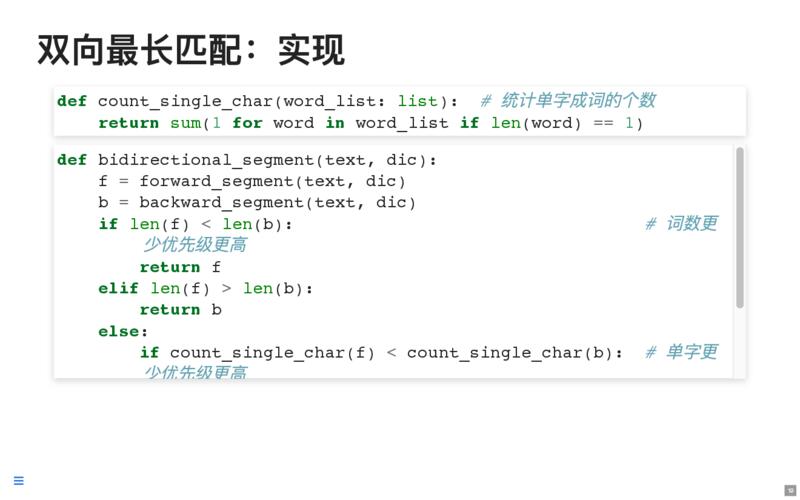 双向最长匹配：实现
def count_single_char(word_list: list):  # 统计单字成词的个数
    return sum(1 for word in word_list if len(word) == 1)
def bidirectional_segment(text, dic):
    f = forward_segment(text, dic)
    b = backward_segment(text, dic)
    if len(f) < len(b):                                  # 词数更
少优先级更高
        return f
    elif len(f) > len(b):
        return b
    else:
        if count_single_char(f) < count_single_char(b):  # 单字更
少优先级更高